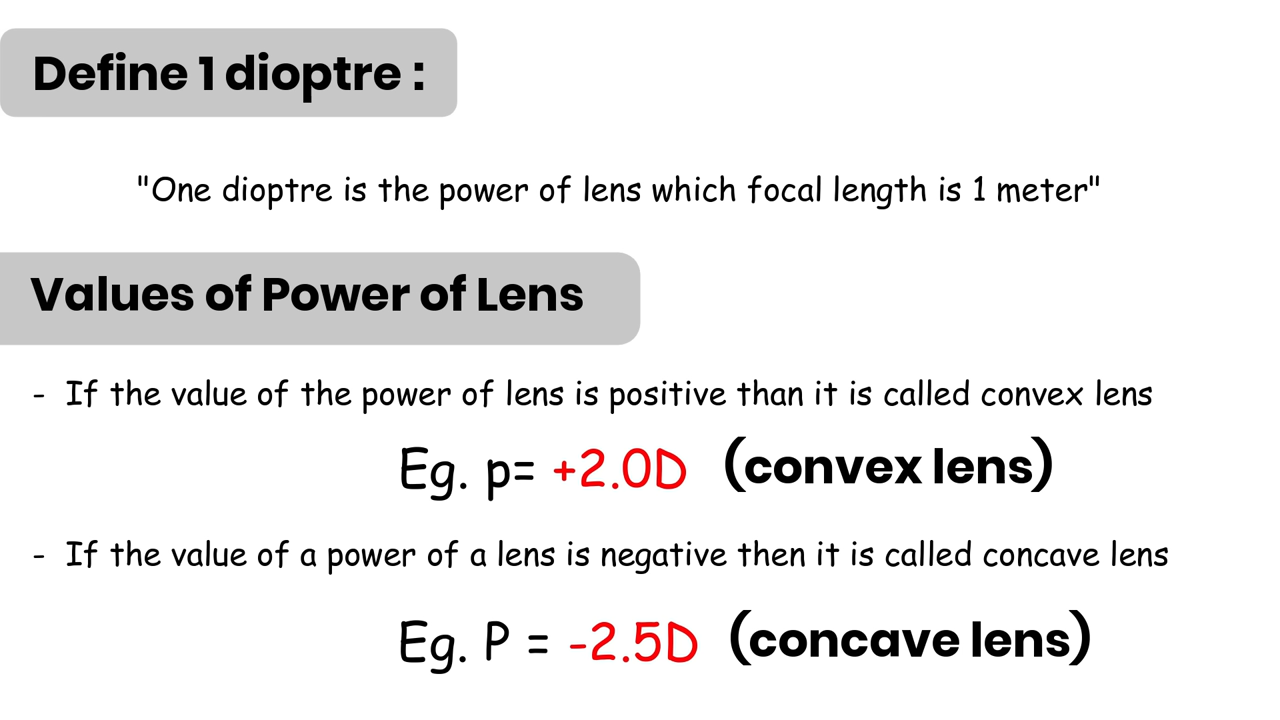 Define 1 dioptre :
"One dioptre is the power of lens which focal length is 1 meter"
Values of Power of Lens
- If the value of the power of lens is positive than it is called convex lens
Eg. p= +2.0D (convex lens)
- If the value of a power of a lens is negative then it is called concave lens
Eg. P = -2.5D (concave lens)